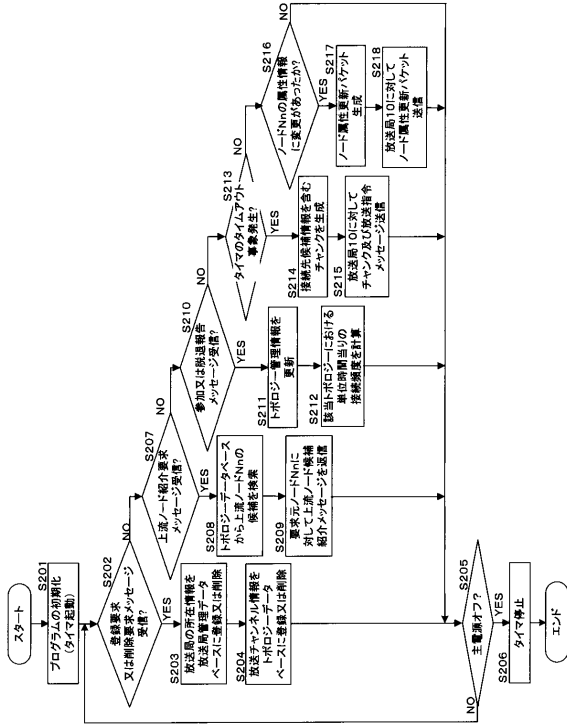 スタート
S201
プログラムの初期化
(タイマ起動)
S202
登録要求
又は削除要求メッセージ
受信?
NO
YES
S203
放送局の所在情報を
放送局管理データ
ベースに登録又は削除
S204
放送チャンネル情報を
トポロジーデータ
ベースに登録又は削除
S205
主電源オフ?
NO
YES
S206
タイマ停止
エンド
S207
上流ノード紹介要求
メッセージ受信?
NO
YES
S208
トポロジーデータベース
から上流ノードNnの
候補を検索
S209
要求元ノードNnに
対して上流ノード候補
紹介メッセージを返信
S210
参加又は脱退報告
メッセージ受信?
NO
YES
S211
トポロジー管理情報を
更新
S212
該当トポロジーにおける
単位時間当りの
接続頻度を計算
S213
タイマのタイムアウト
事象発生?
NO
YES
S214
接続先候補情報を含む
チャンクを生成
S215
放送局10に対して
チャンク及び放送指令
メッセージ送信
S216
ノードNnの属性情報
に変更があったか?
NO
YES
S217
ノード属性更新パケット
生成
S218
放送局10に対して
ノード属性更新パケット
送信